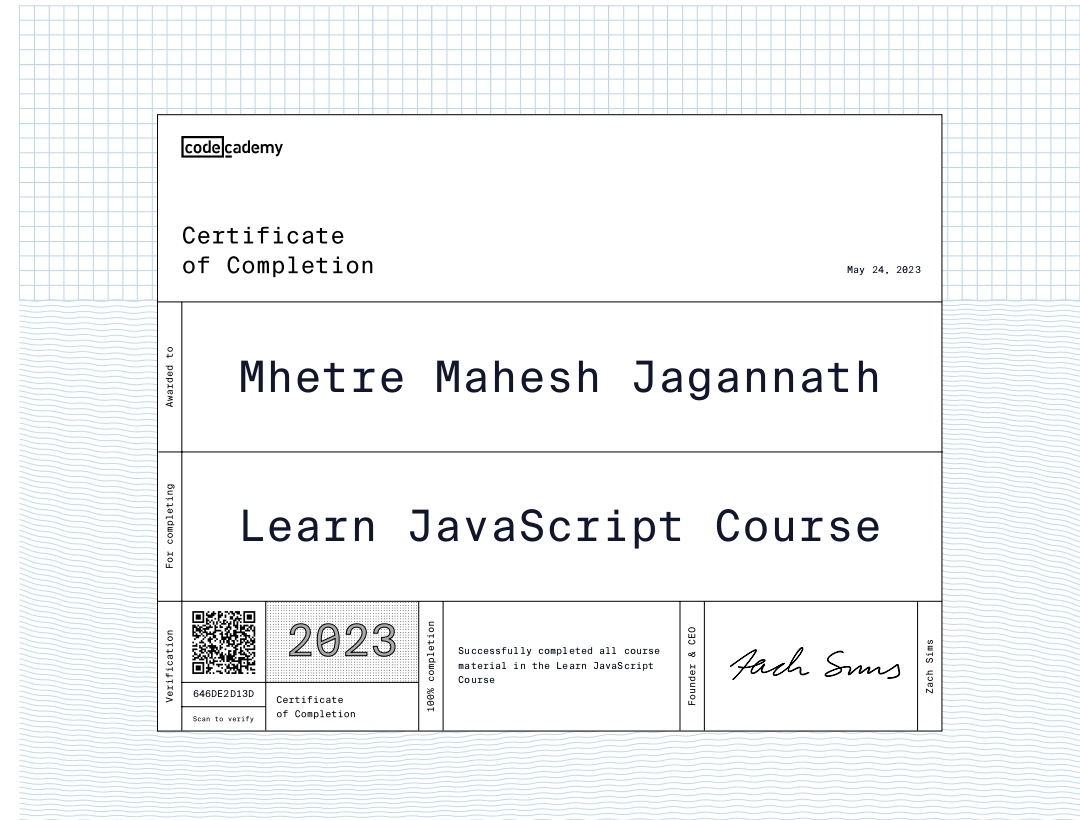 codecademy
Certificate
of Completion
May 24, 2023
Awarded to
Mhetre Mahesh Jagannath
For completing
Learn JavaScript Course
Verification
646DE2D13D
Scan to verify
2023
Certificate
of Completion
100% completion
Successfully completed all course
material in the Learn JavaScript
Course
Founder & CEO
Zach Sims
Zach Sims